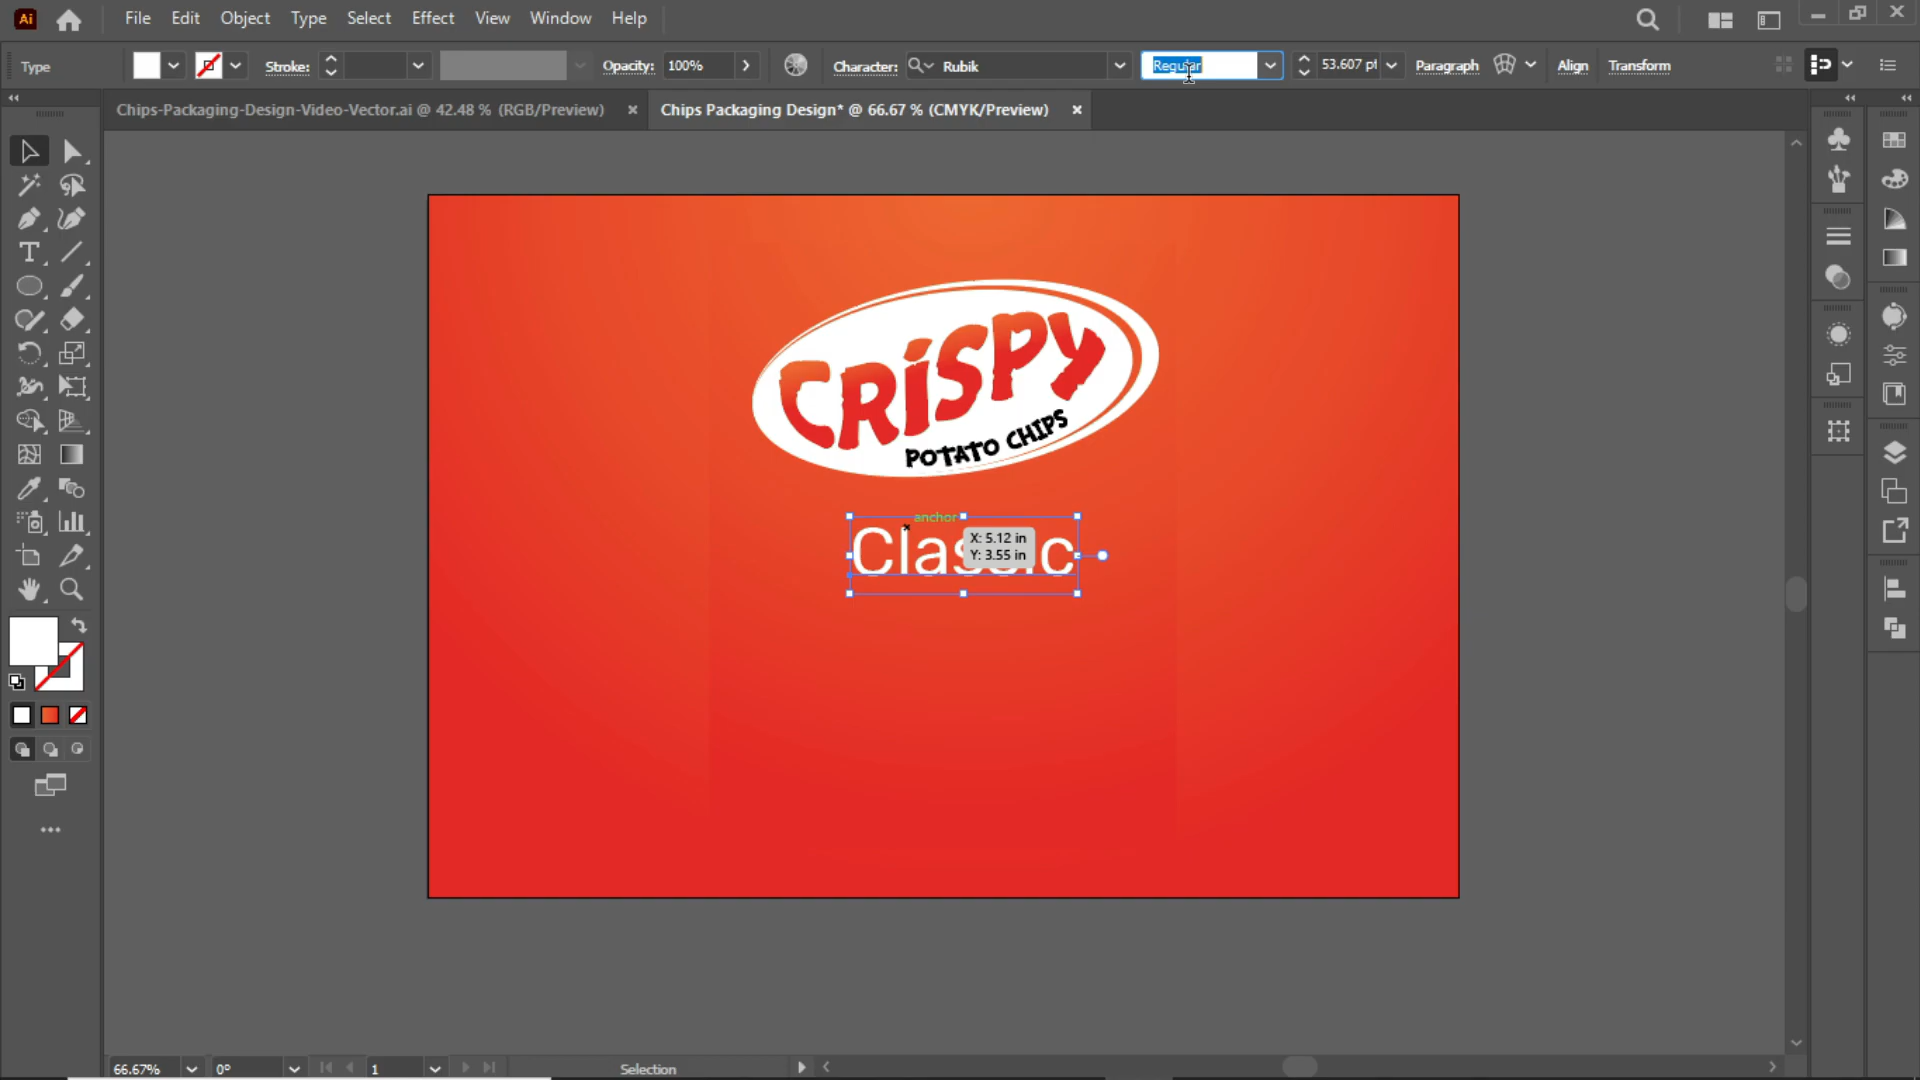 Ai File Edit Object Type Select Effect View Window Help
Type Stroke: Opacity: 100% Character: Rubik Regular 53.607 pt Paragraph Align Transform
Chips-Packaging-Design-Video-Vector.ai @ 42.48 % (RGB/Preview) × Chips Packaging Design* @ 66.67 % (CMYK/Preview) ×
CRiSPY
POTATO CHIPS
anchor
Classic
X: 5.12 in
Y: 3.55 in
66.67% 0° 1 Selection